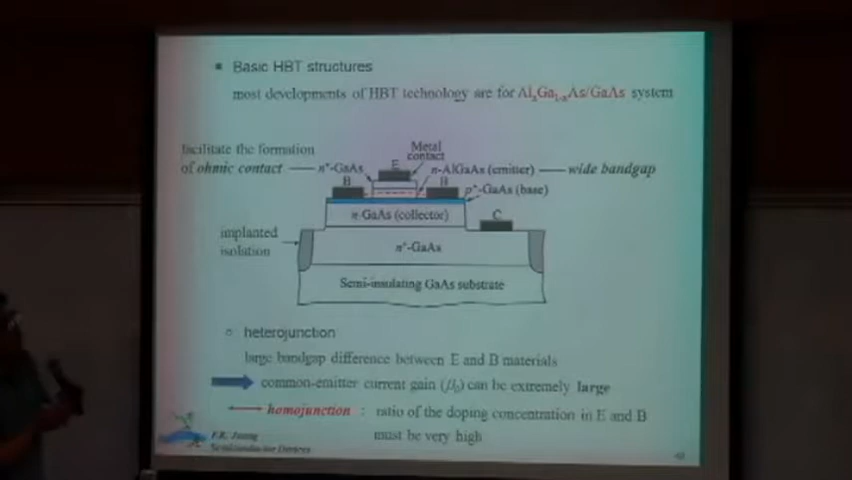 Basic HBT structures
most developments of HBT technology are for AlₓGa₁₋ₓAs/GaAs system
facilitate the formation
of ohmic contact
Metal
contact
n⁺-GaAs
E
n-AlGaAs (emitter)
wide bandgap
B
B
p⁺-GaAs (base)
n-GaAs (collector)
C
implanted
isolation
n⁺-GaAs
Semi-insulating GaAs substrate
heterojunction
large bandgap difference between E and B materials
common-emitter current gain (β₀) can be extremely large
homojunction : ratio of the doping concentration in E and B
must be very high
Semiconductor Devices